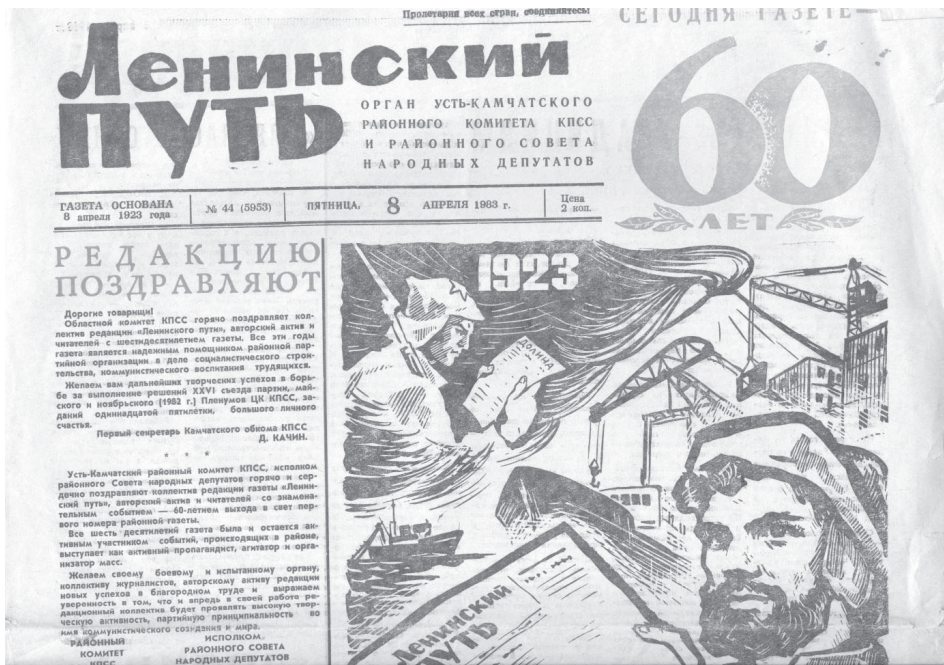 Пролетарии всех стран, соединяйтесь!
СЕГОДНЯ ГАЗЕТЕ—
Ленинский
ПУТЬ
60
ЛЕТ
ОРГАН УСТЬ-КАМЧАТСКОГО
РАЙОННОГО КОМИТЕТА КПСС
И РАЙОННОГО СОВЕТА
НАРОДНЫХ ДЕПУТАТОВ
ГАЗЕТА ОСНОВАНА
8 апреля 1923 года
№ 44 (5953)
ПЯТНИЦА,
8
АПРЕЛЯ 1983 г.
Цена
2 коп.
РЕДАКЦИЮ
ПОЗДРАВЛЯЮТ
Дорогие товарищи!
Областной комитет КПСС горячо поздравляет кол-
лектив редакции «Ленинского пути», авторский актив и
читателей с шестидесятилетием газеты. Все эти годы
газета является надежным помощником районной пар-
тийной организации в деле социалистического строи-
тельства, коммунистического воспитания трудящихся.
Желаем вам дальнейших творческих успехов в борь-
бе за выполнение решений XXVI съезда партии, май-
ского и ноябрьского (1982 г.) Пленумов ЦК КПСС, за-
даний одиннадцатой пятилетки, большого личного
счастья.
Первый секретарь Камчатского обкома КПСС
Д. КАЧИН.
* * *
Усть-Камчатский районный комитет КПСС, исполком
районного Совета народных депутатов горячо и сер-
дечно поздравляют коллектив редакции газеты «Ленин-
ский путь», авторский актив и читателей со знамена-
тельным событием — 60-летием выхода в свет пер-
вого номера районной газеты.
Все шесть десятилетий газета была и остается ак-
тивным участником событий, происходящих в районе,
выступает как активный пропагандист, агитатор и орга-
низатор масс.
Желаем своему боевому и испытанному органу,
коллективу журналистов, авторскому активу редакции
новых успехов в благородном труде и выражаем
уверенность в том, что и впредь в своей работе ре-
дакционный коллектив будет проявлять высокую твор-
ческую активность, партийную принципиальность во
имя коммунистического созидания и мира.
РАЙОННЫЙ
КОМИТЕТ
КПСС
ИСПОЛКОМ
РАЙОННОГО СОВЕТА
НАРОДНЫХ ДЕПУТАТОВ
1923
ДОЛИНА
Ленинский
ПУТЬ